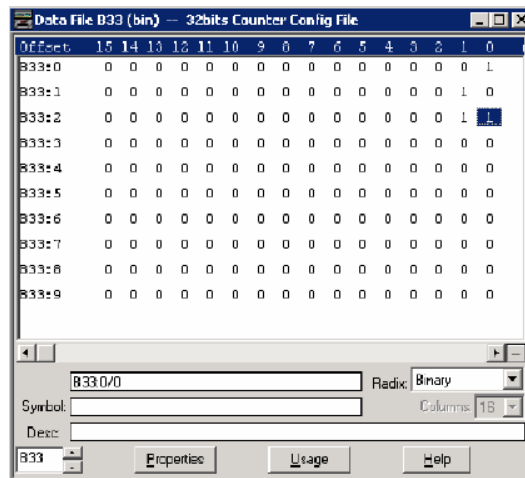 Data File B33 (bin) -- 32bits Counter Config File
Offset 15 14 13 12 11 10 9 8 7 6 5 4 3 2 1 0
B33:0 0 0 0 0 0 0 0 0 0 0 0 0 0 0 0 1
B33:1 0 0 0 0 0 0 0 0 0 0 0 0 0 0 1 0
B33:2 0 0 0 0 0 0 0 0 0 0 0 0 0 0 1 1
B33:3 0 0 0 0 0 0 0 0 0 0 0 0 0 0 0 0
B33:4 0 0 0 0 0 0 0 0 0 0 0 0 0 0 0 0
B33:5 0 0 0 0 0 0 0 0 0 0 0 0 0 0 0 0
B33:6 0 0 0 0 0 0 0 0 0 0 0 0 0 0 0 0
B33:7 0 0 0 0 0 0 0 0 0 0 0 0 0 0 0 0
B33:8 0 0 0 0 0 0 0 0 0 0 0 0 0 0 0 0
B33:9 0 0 0 0 0 0 0 0 0 0 0 0 0 0 0 0
B33:0/0 Radix: Binary
Symbol: Columns: 16
Desc:
B33 Properties Usage Help